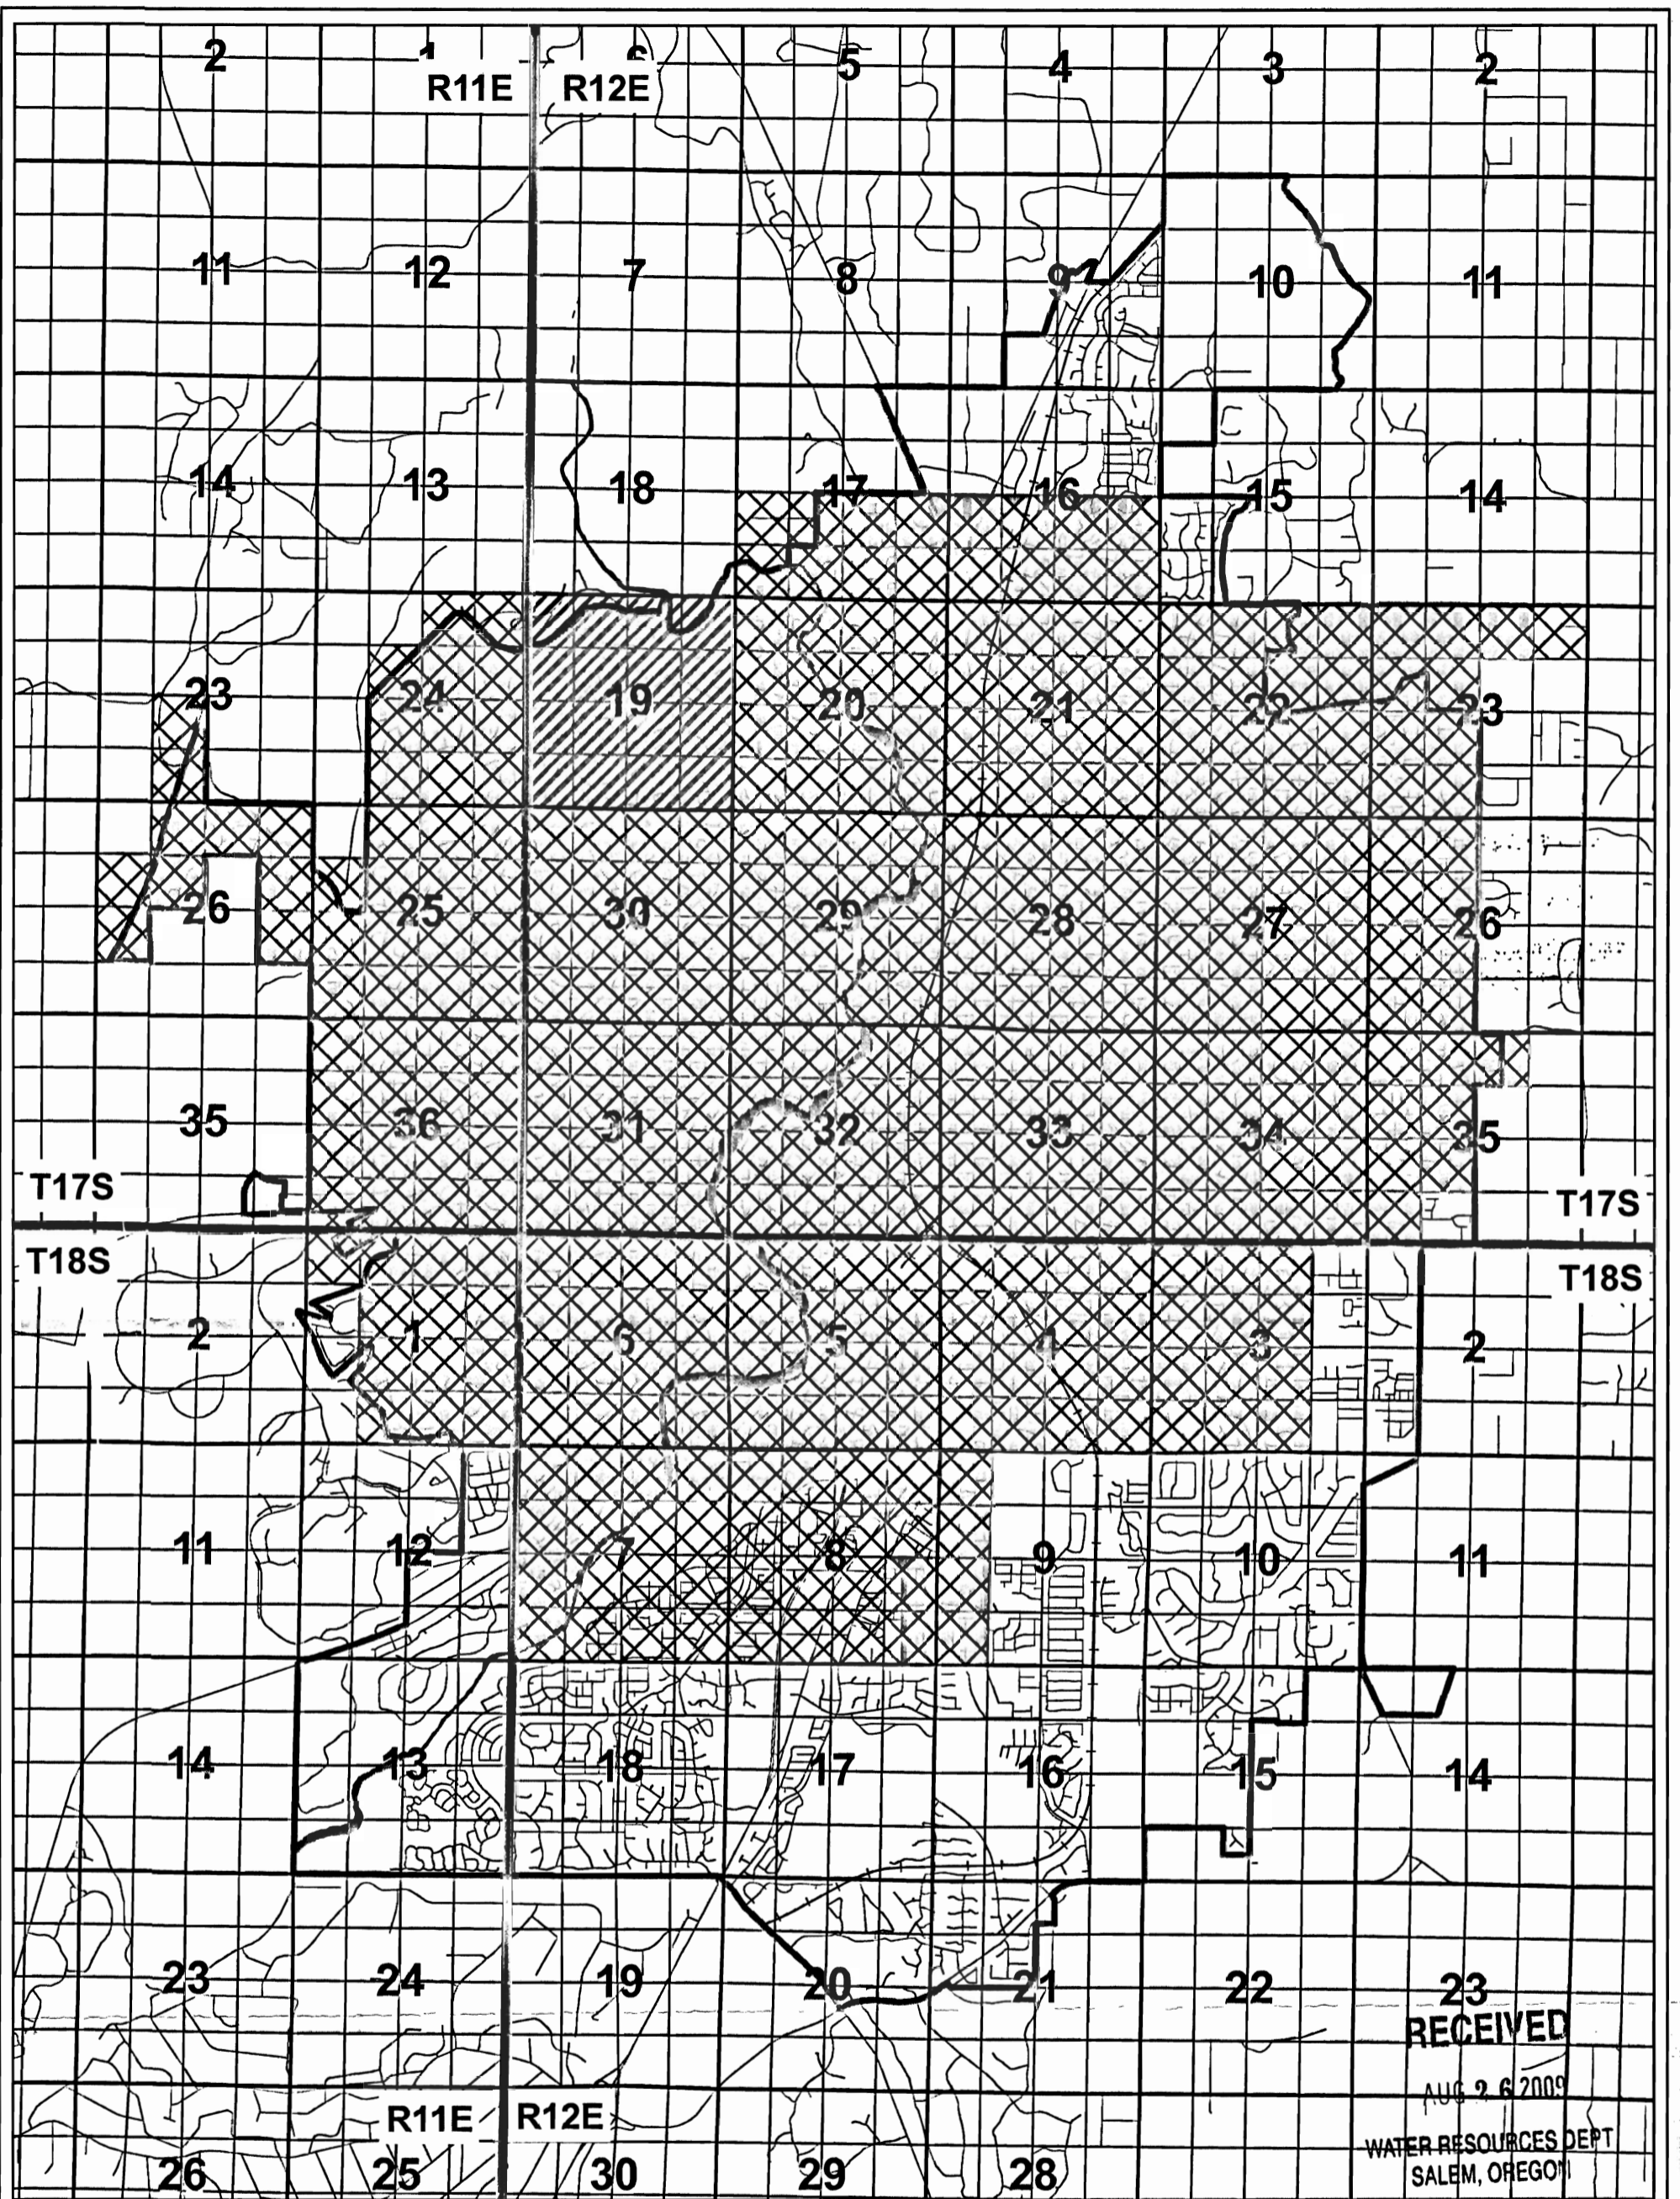 2 1 6 5 4 3 2
R11E R12E
11 12 7 8 9 10 11
14 13 18 17 16 15 14
23 24 19 20 21 22 23
26 25 30 29 28 27 26
35 36 31 32 33 34 35
T17S T17S
T18S T18S
2 1 6 5 4 3 2
11 12 7 8 9 10 11
14 13 18 17 16 15 14
23 24 19 20 21 22 23
RECEIVED
AUG 26 2009
R11E R12E
WATER RESOURCES DEPT
SALEM, OREGON
26 25 30 29 28